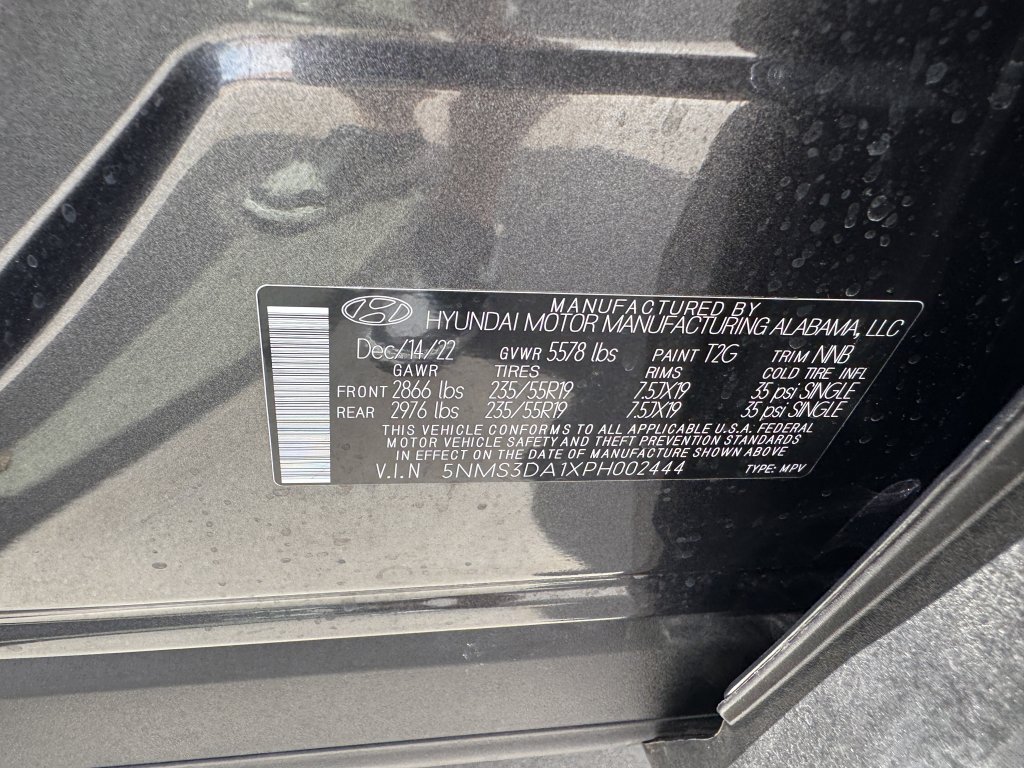 MANUFACTURED BY
HYUNDAI MOTOR MANUFACTURING ALABAMA, LLC
Dec/14/22 GVWR 5578 lbs PAINT T2G TRIM NNB
GAWR TIRES RIMS COLD TIRE INFL
FRONT 2866 lbs 235/55R19 7.5JX19 35 psi SINGLE
REAR 2976 lbs 235/55R19 7.5JX19 35 psi SINGLE
THIS VEHICLE CONFORMS TO ALL APPLICABLE U.S.A. FEDERAL
MOTOR VEHICLE SAFETY AND THEFT PREVENTION STANDARDS
IN EFFECT ON THE DATE OF MANUFACTURE SHOWN ABOVE
V.I.N 5NMS3DA1XPH002444 TYPE: MPV